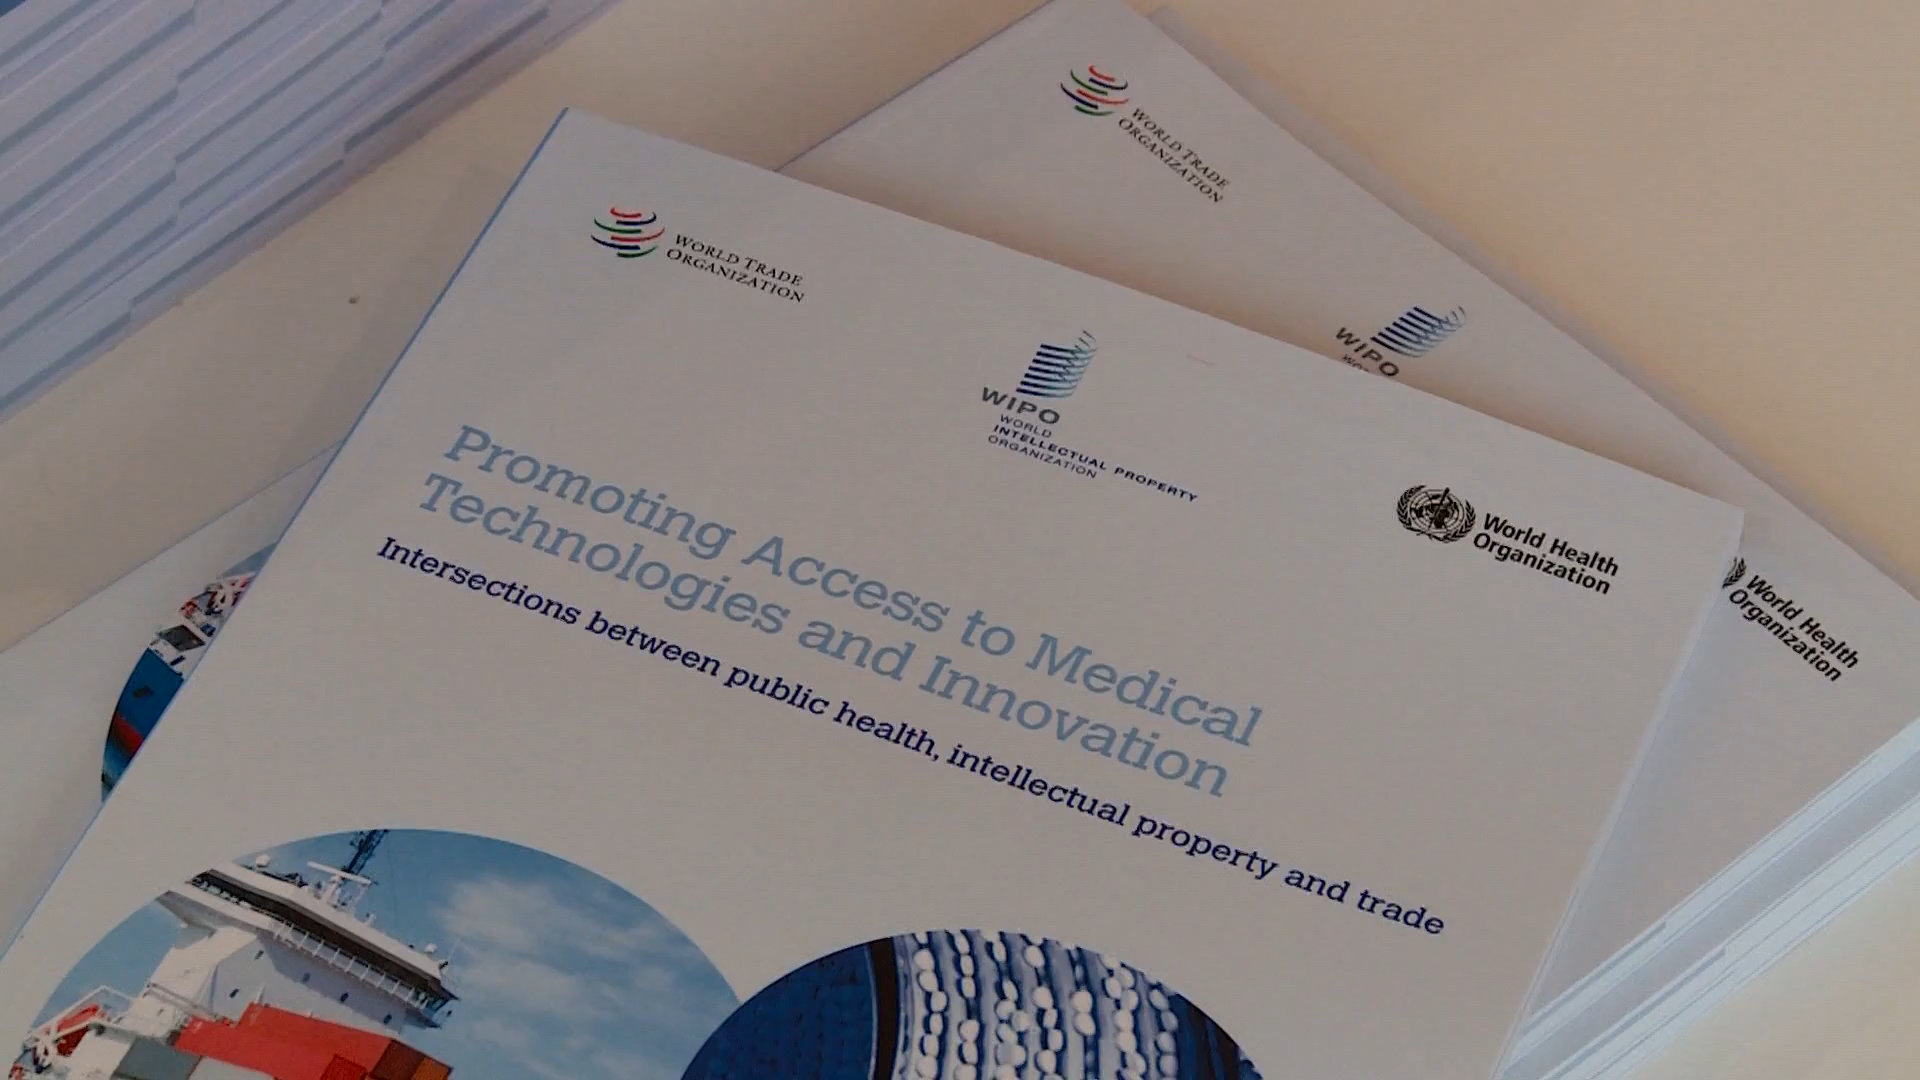 WORLD TRADE
ORGANIZATION
WIPO
WORLD
INTELLECTUAL PROPERTY
ORGANIZATION
World Health
Organization
Promoting Access to Medical
Technologies and Innovation
Intersections between public health, intellectual property and trade
WORLD TRADE
ORGANIZATION
WIPO
World Health
Organization